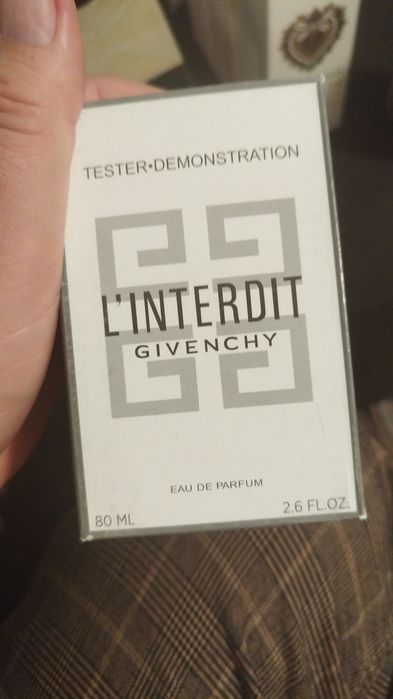 TESTER•DEMONSTRATION
L'INTERDIT
GIVENCHY
EAU DE PARFUM
80 ML 2.6 FL.OZ.